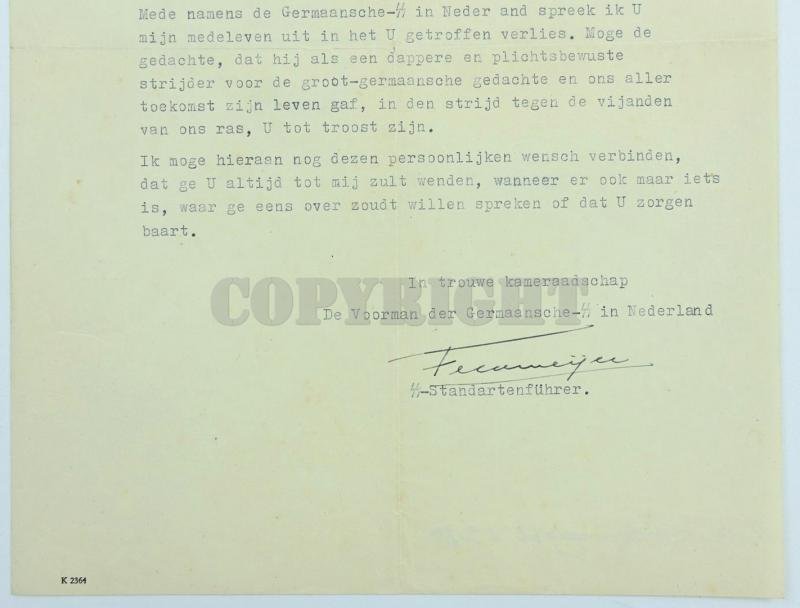 Mede namens de Germaansche-ᛋᛋ in Neder and spreek ik U
mijn medeleven uit in het U getroffen verlies. Moge de
gedachte, dat hij als een dappere en plichtsbewuste
strijder voor de groot-germaansche gedachte en ons aller
toekomst zijn leven gaf, in den strijd tegen de vijanden
van ons ras, U tot troost zijn.
Ik moge hieraan nog dezen persoonlijken wensch verbinden,
dat ge U altijd tot mij zult wenden, wanneer er ook maar iets
is, waar ge eens over zoudt willen spreken of dat U zorgen
baart.
In trouwe kameraadschap
COPYRIGHT
De Voorman der Germaansche-ᛋᛋ in Nederland
Feldmeijer
ᛋᛋ-Standartenführer.
K 2364